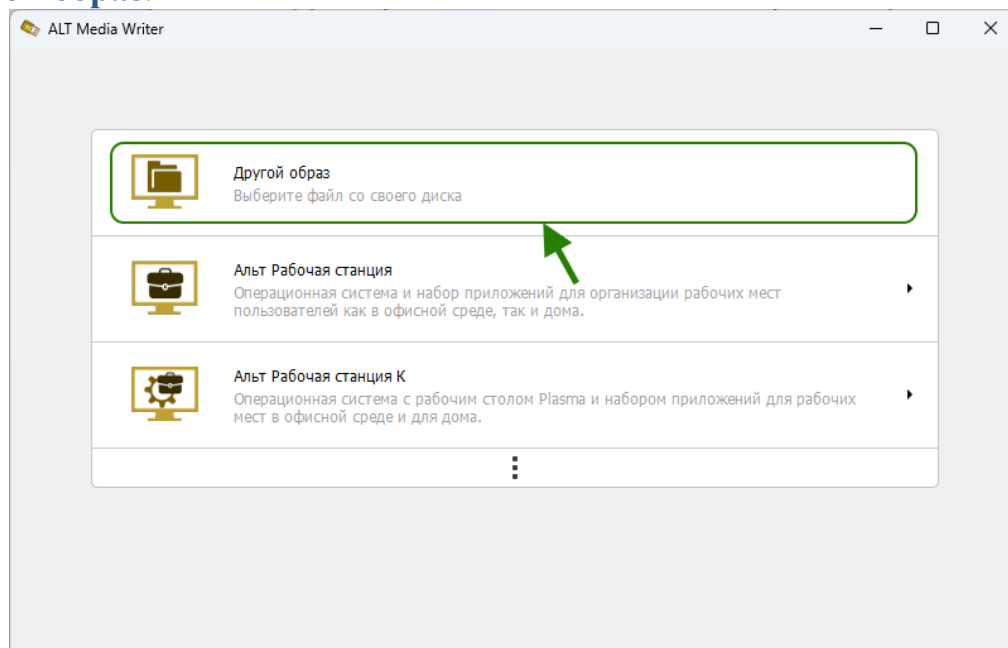 ALT Media Writer
Другой образ
Выберите файл со своего диска
Альт Рабочая станция
Операционная система и набор приложений для организации рабочих мест
пользователей как в офисной среде, так и дома.
Альт Рабочая станция К
Операционная система с рабочим столом Plasma и набором приложений для рабочих
мест в офисной среде и для дома.